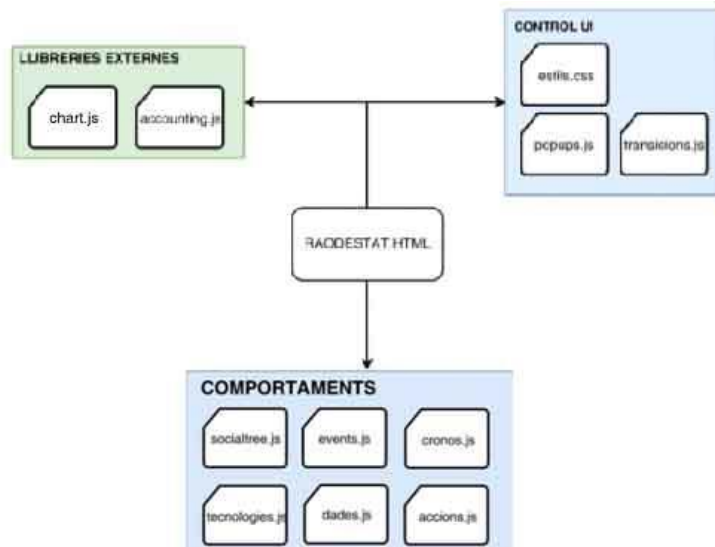 CONTROL UI
LLIBRERIES EXTERNES
estils.css
chart.js
accounting.js
popups.js
transicions.js
RAODESTAT.HTML
COMPORTAMENTS
socialtree.js
events.js
cronos.js
tecnologies.js
dades.js
accions.js